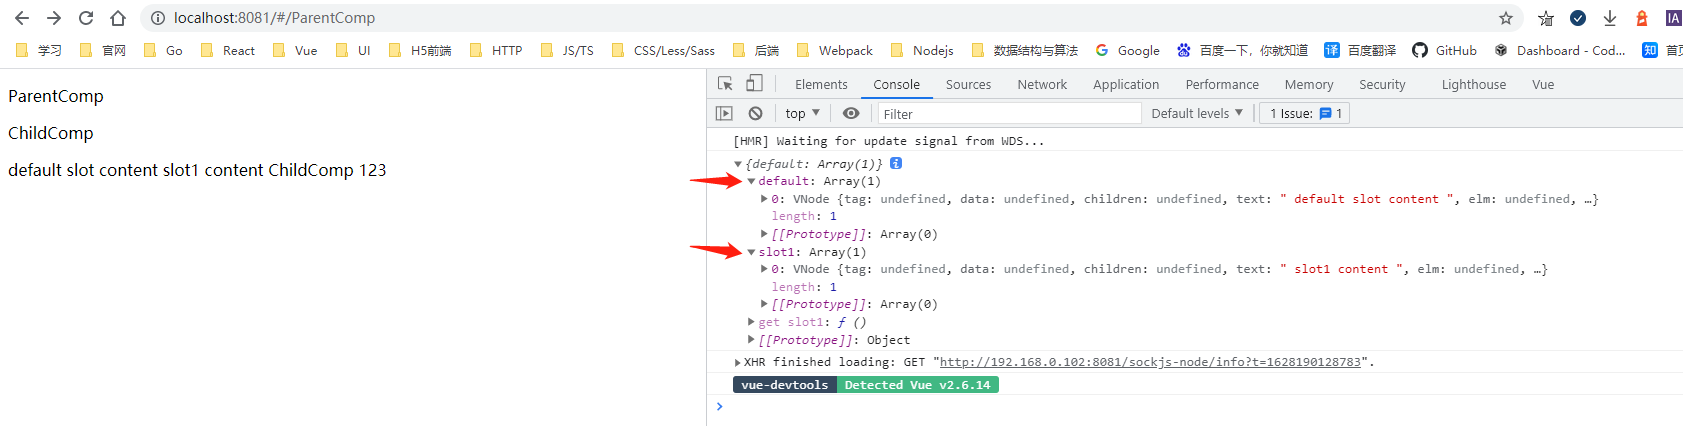 localhost:8081/#/ParentComp
IA
学习 官网 Go React Vue UI H5前端 HTTP JS/TS CSS/Less/Sass 后端 Webpack Nodejs 数据结构与算法 Google 百度一下，你就知道 译 百度翻译 GitHub Dashboard - Cod... 知 首页
ParentComp
ChildComp
default slot content slot1 content ChildComp 123
Elements Console Sources Network Application Performance Memory Security Lighthouse Vue
top Filter Default levels 1 Issue: 1
[HMR] Waiting for update signal from WDS...
{default: Array(1)} i
default: Array(1)
0: VNode {tag: undefined, data: undefined, children: undefined, text: " default slot content ", elm: undefined, …}
length: 1
[[Prototype]]: Array(0)
slot1: Array(1)
0: VNode {tag: undefined, data: undefined, children: undefined, text: " slot1 content ", elm: undefined, …}
length: 1
[[Prototype]]: Array(0)
get slot1: ƒ ()
[[Prototype]]: Object
XHR finished loading: GET "http://192.168.0.102:8081/sockjs-node/info?t=1628190128783".
vue-devtools Detected Vue v2.6.14